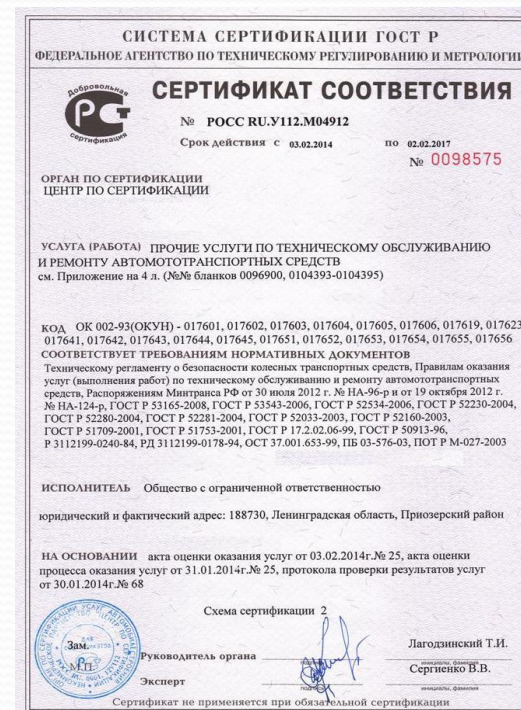 СИСТЕМА СЕРТИФИКАЦИИ ГОСТ Р
ФЕДЕРАЛЬНОЕ АГЕНТСТВО ПО ТЕХНИЧЕСКОМУ РЕГУЛИРОВАНИЮ И МЕТРОЛОГИИ
Добровольная
сертификация
СЕРТИФИКАТ СООТВЕТСТВИЯ
№ РОСС RU.У112.М04912
Срок действия с 03.02.2014 по 02.02.2017
№ 0098575
ОРГАН ПО СЕРТИФИКАЦИИ
ЦЕНТР ПО СЕРТИФИКАЦИИ
УСЛУГА (РАБОТА) ПРОЧИЕ УСЛУГИ ПО ТЕХНИЧЕСКОМУ ОБСЛУЖИВАНИЮ
И РЕМОНТУ АВТОМОТОТРАНСПОРТНЫХ СРЕДСТВ
см. Приложение на 4 л. (№№ бланков 0096900, 0104393-0104395)
КОД ОК 002-93(ОКУН) - 017601, 017602, 017603, 017604, 017605, 017606, 017619, 017623
017641, 017642, 017643, 017644, 017645, 017651, 017652, 017653, 017654, 017655, 017656
СООТВЕТСТВУЕТ ТРЕБОВАНИЯМ НОРМАТИВНЫХ ДОКУМЕНТОВ
Техническому регламенту о безопасности колесных транспортных средств, Правилам оказания
услуг (выполнения работ) по техническому обслуживанию и ремонту автомототранспортных
средств, Распоряжениям Минтранса РФ от 30 июля 2012 г. № НА-96-р и от 19 октября 2012 г.
№ НА-124-р, ГОСТ Р 53165-2008, ГОСТ Р 53543-2006, ГОСТ Р 52534-2006, ГОСТ Р 52230-2004,
ГОСТ Р 52280-2004, ГОСТ Р 52281-2004, ГОСТ Р 52033-2003, ГОСТ Р 52160-2003,
ГОСТ Р 51709-2001, ГОСТ Р 51753-2001, ГОСТ Р 17.2.02.06-99, ГОСТ Р 50913-96,
Р 3112199-0240-84, РД 3112199-0178-94, ОСТ 37.001.653-99, ПБ 03-576-03, ПОТ Р М-027-2003
ИСПОЛНИТЕЛЬ Общество с ограниченной ответственностью
юридический и фактический адрес: 188730, Ленинградская область, Приозерский район
НА ОСНОВАНИИ акта оценки оказания услуг от 03.02.2014г.№ 25, акта оценки
процесса оказания услуг от 31.01.2014г.№ 25, протокола проверки результатов услуг
от 30.01.2014г.№ 68
Схема сертификации 2
Зам.
М.П.
Руководитель органа
Лагодзинский Т.И.
инициалы, фамилия
Сергиенко В.В.
Эксперт
подпись
инициалы, фамилия
Сертификат не применяется при обязательной сертификации